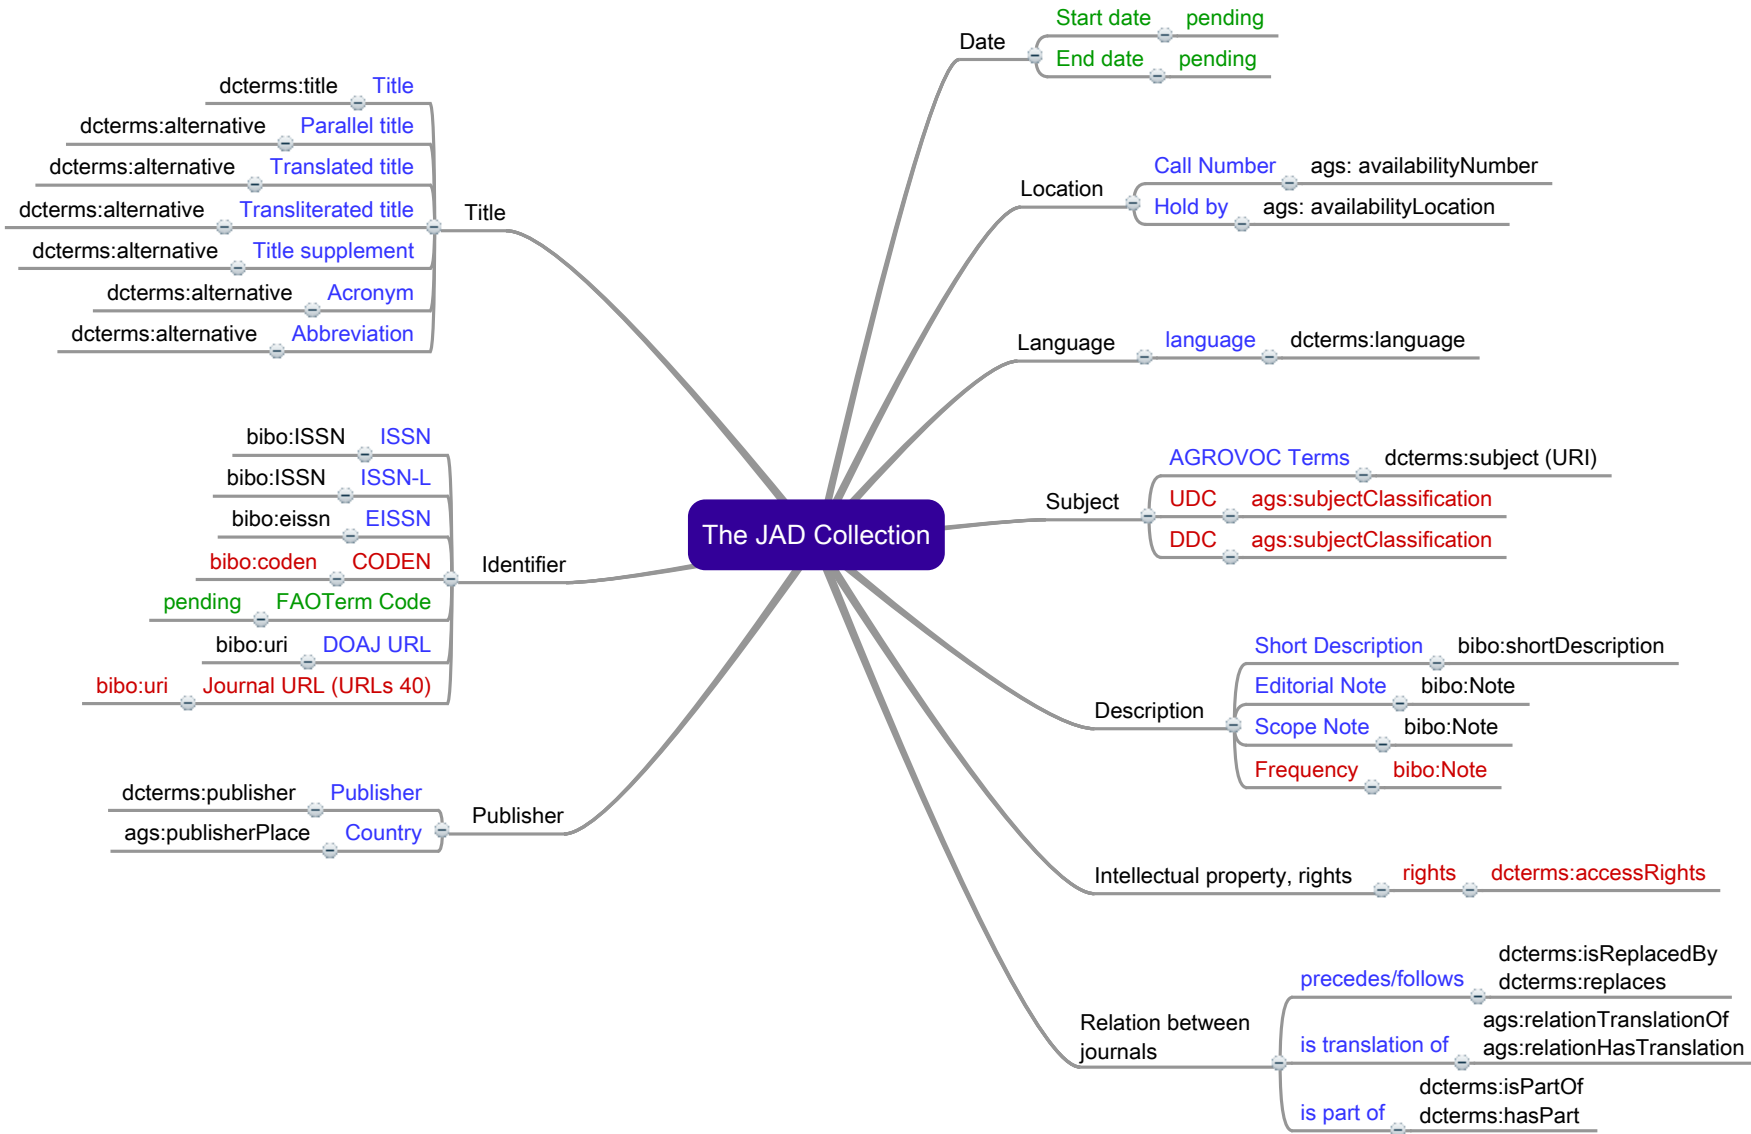 The JAD Collection
Title
dcterms:title Title
dcterms:alternative Parallel title
dcterms:alternative Translated title
dcterms:alternative Transliterated title
dcterms:alternative Title supplement
dcterms:alternative Acronym
dcterms:alternative Abbreviation
Identifier
bibo:ISSN ISSN
bibo:ISSN ISSN-L
bibo:eissn EISSN
bibo:coden CODEN
pending FAOTerm Code
bibo:uri DOAJ URL
bibo:uri Journal URL (URLs 40)
Publisher
dcterms:publisher Publisher
ags:publisherPlace Country
Date
Start date pending
End date pending
Location
Call Number ags: availabilityNumber
Hold by ags: availabilityLocation
Language language dcterms:language
Subject
AGROVOC Terms dcterms:subject (URI)
UDC ags:subjectClassification
DDC ags:subjectClassification
Description
Short Description bibo:shortDescription
Editorial Note bibo:Note
Scope Note bibo:Note
Frequency bibo:Note
Intellectual property, rights rights dcterms:accessRights
Relation between
journals
precedes/follows
dcterms:isReplacedBy
dcterms:replaces
is translation of
ags:relationTranslationOf
ags:relationHasTranslation
is part of
dcterms:isPartOf
dcterms:hasPart